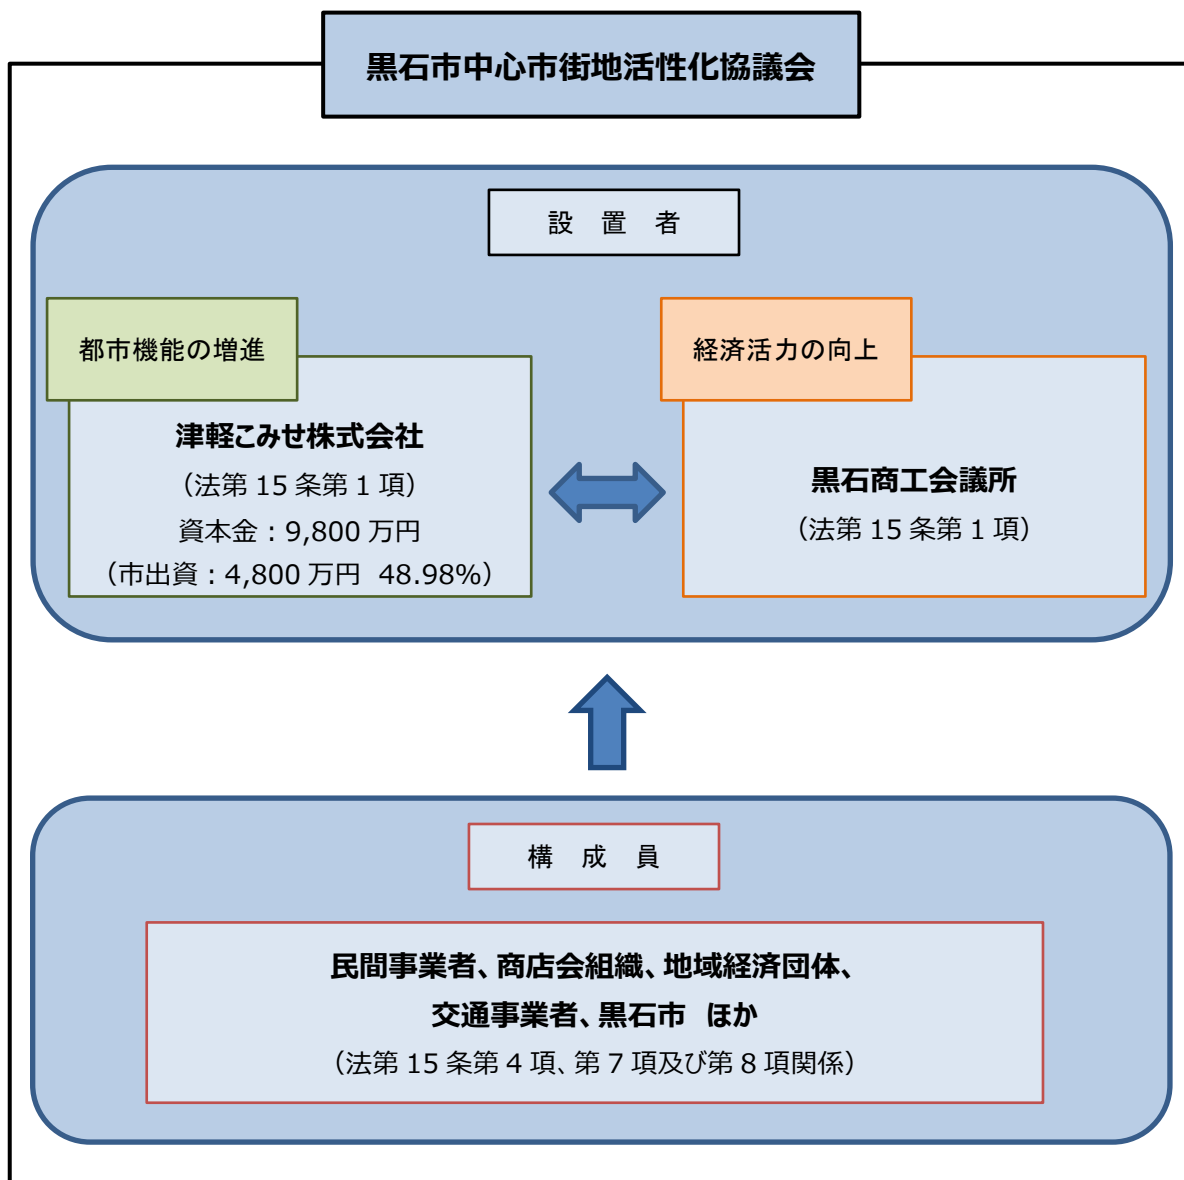 黒石市中心市街地活性化協議会
設　置　者
都市機能の増進
津軽こみせ株式会社
（法第 15 条第 1 項）
資本金：9,800 万円
（市出資：4,800 万円 48.98%）
経済活力の向上
黒石商工会議所
（法第 15 条第 1 項）
構　成　員
民間事業者、商店会組織、地域経済団体、
交通事業者、黒石市 ほか
（法第 15 条第 4 項、第 7 項及び第 8 項関係）